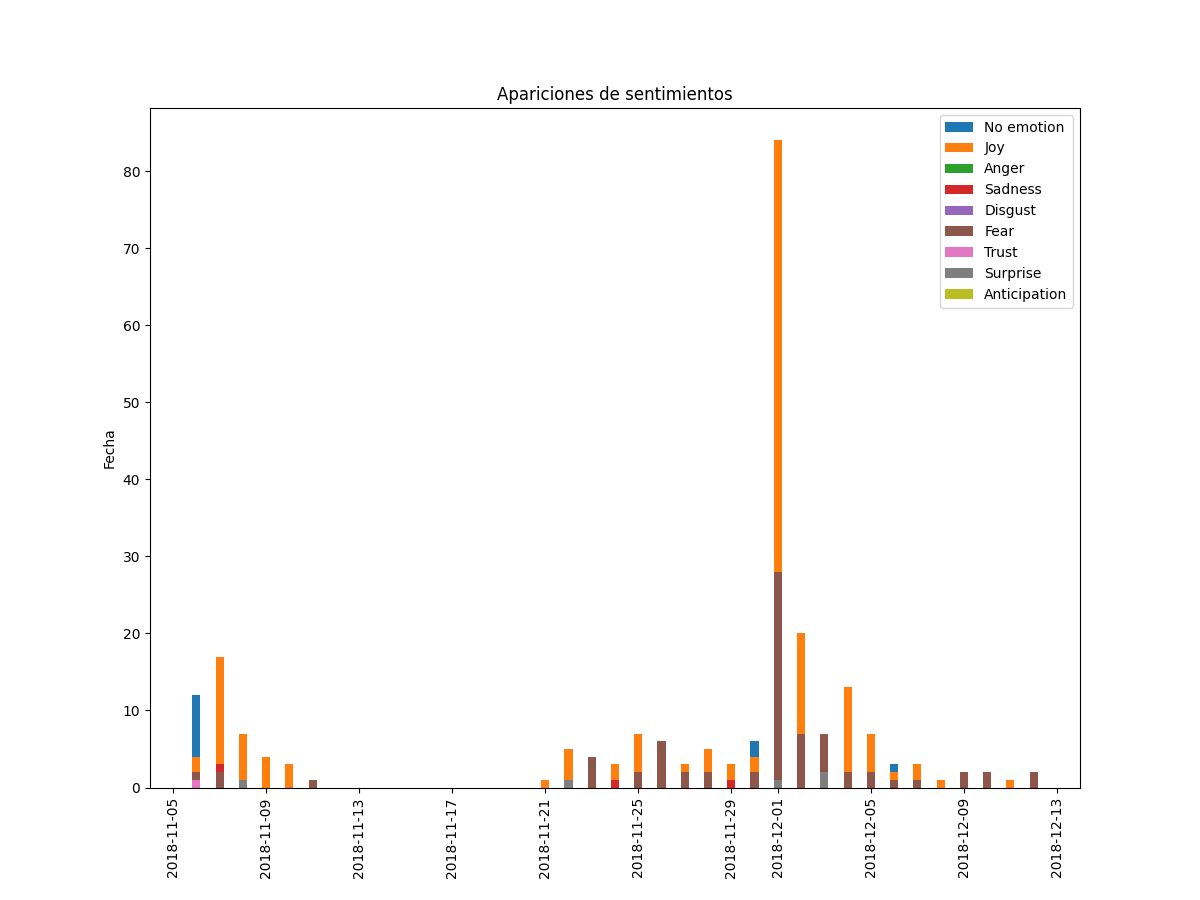 Apariciones de sentimientos
No emotion
Joy
Anger
Sadness
Disgust
Fear
Trust
Surprise
Anticipation
Fecha
80
70
60
50
40
30
20
10
0
2018-11-05
2018-11-09
2018-11-13
2018-11-17
2018-11-21
2018-11-25
2018-11-29
2018-12-01
2018-12-05
2018-12-09
2018-12-13